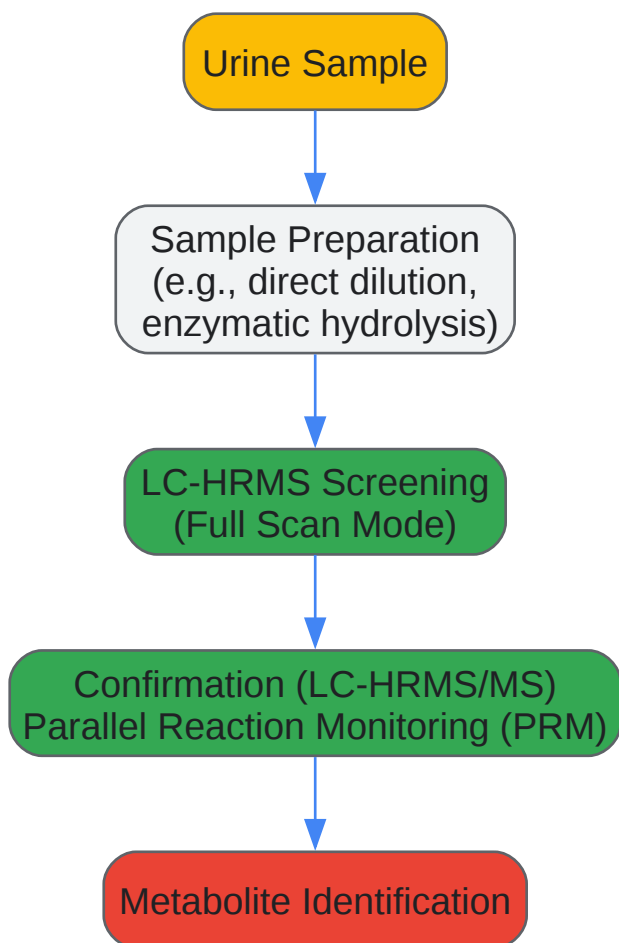 Urine Sample
Sample Preparation
(e.g., direct dilution,
enzymatic hydrolysis)
LC-HRMS Screening
(Full Scan Mode)
Confirmation (LC-HRMS/MS)
Parallel Reaction Monitoring (PRM)
Metabolite Identification